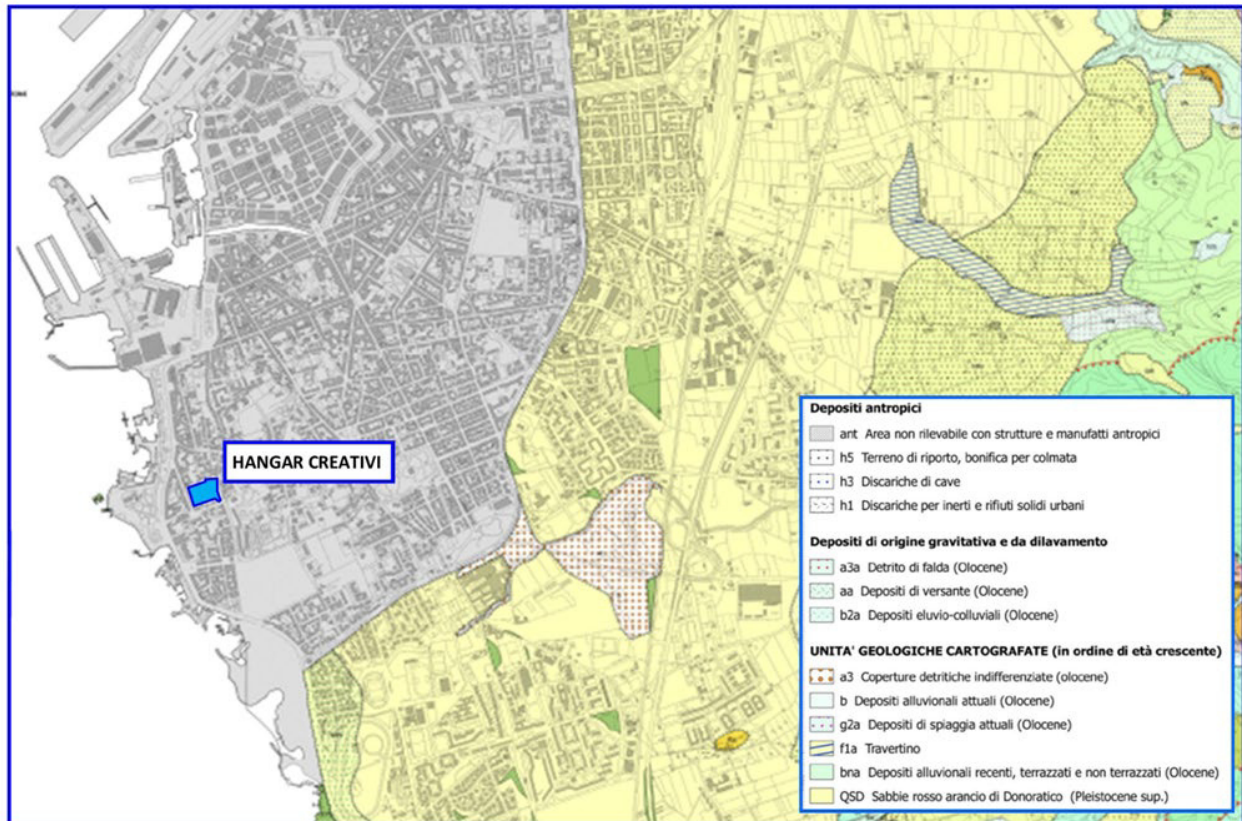 HANGAR CREATIVI
Depositi antropici
ant Area non rilevabile con strutture e manufatti antropici
h5 Terreno di riporto, bonifica per colmata
h3 Discariche di cave
h1 Discariche per inerti e rifiuti solidi urbani
Depositi di origine gravitativa e da dilavamento
a3a Detrito di falda (Olocene)
aa Depositi di versante (Olocene)
b2a Depositi eluvio-colluviali (Olocene)
UNITA' GEOLOGICHE CARTOGRAFATE (in ordine di età crescente)
a3 Coperture detritiche indifferenziate (olocene)
b Depositi alluvionali attuali (Olocene)
g2a Depositi di spiaggia attuali (Olocene)
f1a Travertino
bna Depositi alluvionali recenti, terrazzati e non terrazzati (Olocene)
QSD Sabbie rosso arancio di Donoratico (Pleistocene sup.)